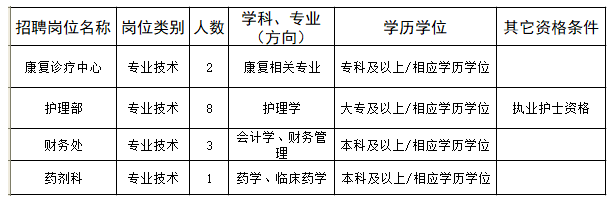 招聘岗位名称 岗位类别 人数 学科、专业（方向） 学历学位 其它资格条件
康复诊疗中心 专业技术 2 康复相关专业 专科及以上/相应学历学位
护理部 专业技术 8 护理学 大专及以上/相应学历学位 执业护士资格
财务处 专业技术 3 会计学、财务管理 本科及以上/相应学历学位
药剂科 专业技术 1 药学、临床药学 本科及以上/相应学历学位